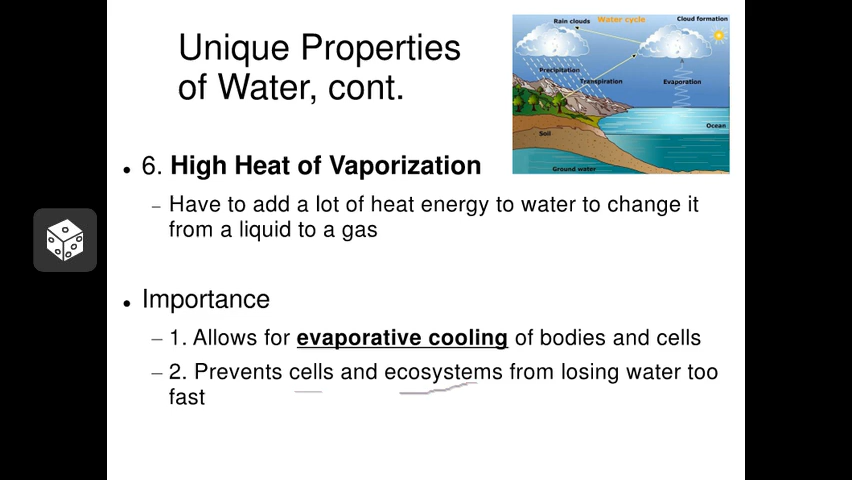 Unique Properties
of Water, cont.
Rain clouds
Water cycle
Cloud formation
Precipitation
Transpiration
Evaporation
Ocean
Soil
Ground water
• 6. High Heat of Vaporization
– Have to add a lot of heat energy to water to change it
from a liquid to a gas
• Importance
– 1. Allows for evaporative cooling of bodies and cells
– 2. Prevents cells and ecosystems from losing water too
fast